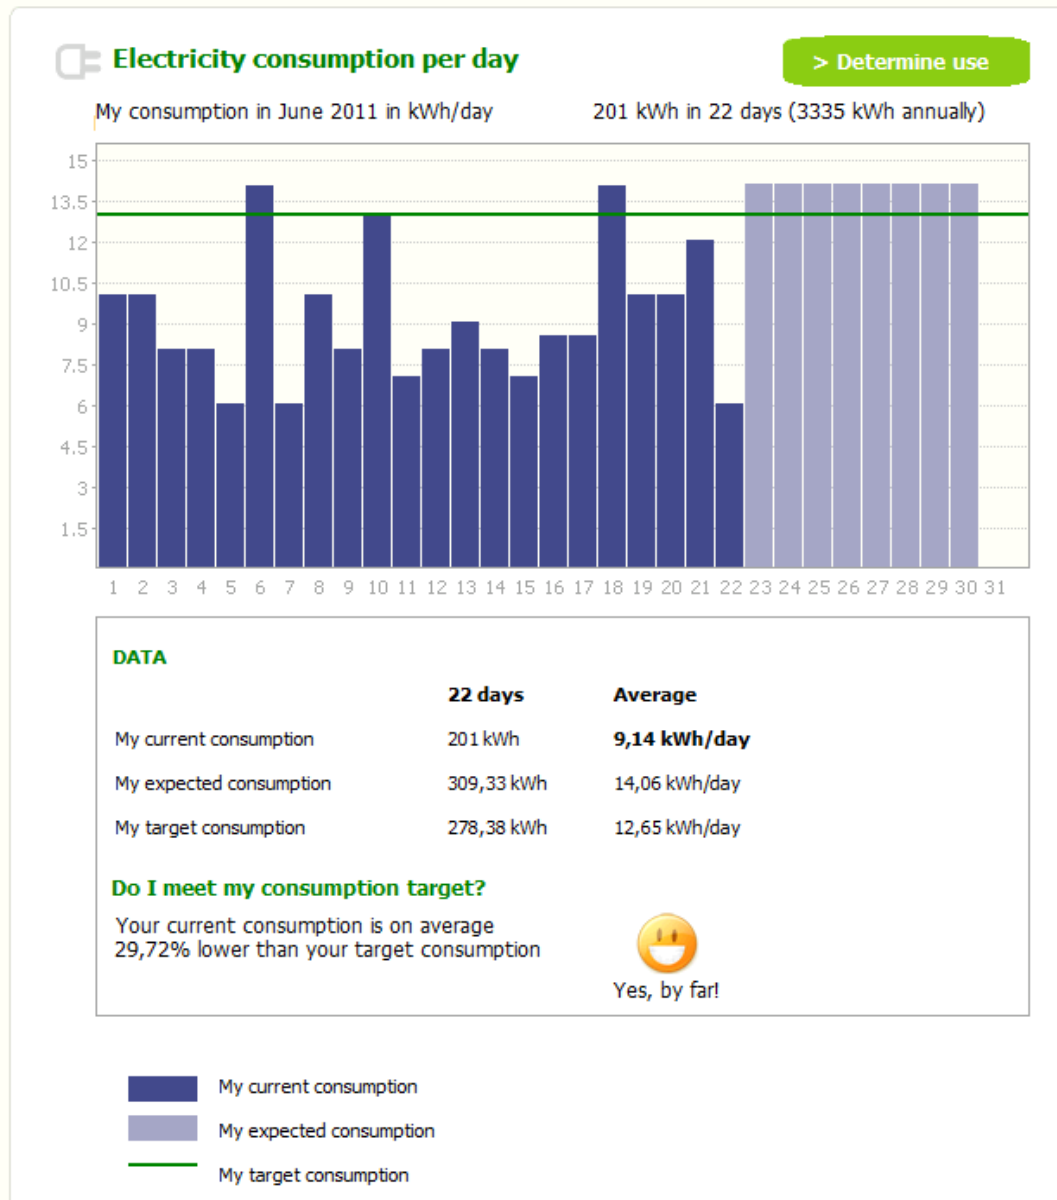 Electricity consumption per day
> Determine use
My consumption in June 2011 in kWh/day
201 kWh in 22 days (3335 kWh annually)
15
13.5
12
10.5
9
7.5
6
4.5
3
1.5
1 2 3 4 5 6 7 8 9 10 11 12 13 14 15 16 17 18 19 20 21 22 23 24 25 26 27 28 29 30 31
DATA
22 days Average
My current consumption 201 kWh 9,14 kWh/day
My expected consumption 309,33 kWh 14,06 kWh/day
My target consumption 278,38 kWh 12,65 kWh/day
Do I meet my consumption target?
Your current consumption is on average
29,72% lower than your target consumption
Yes, by far!
My current consumption
My expected consumption
My target consumption